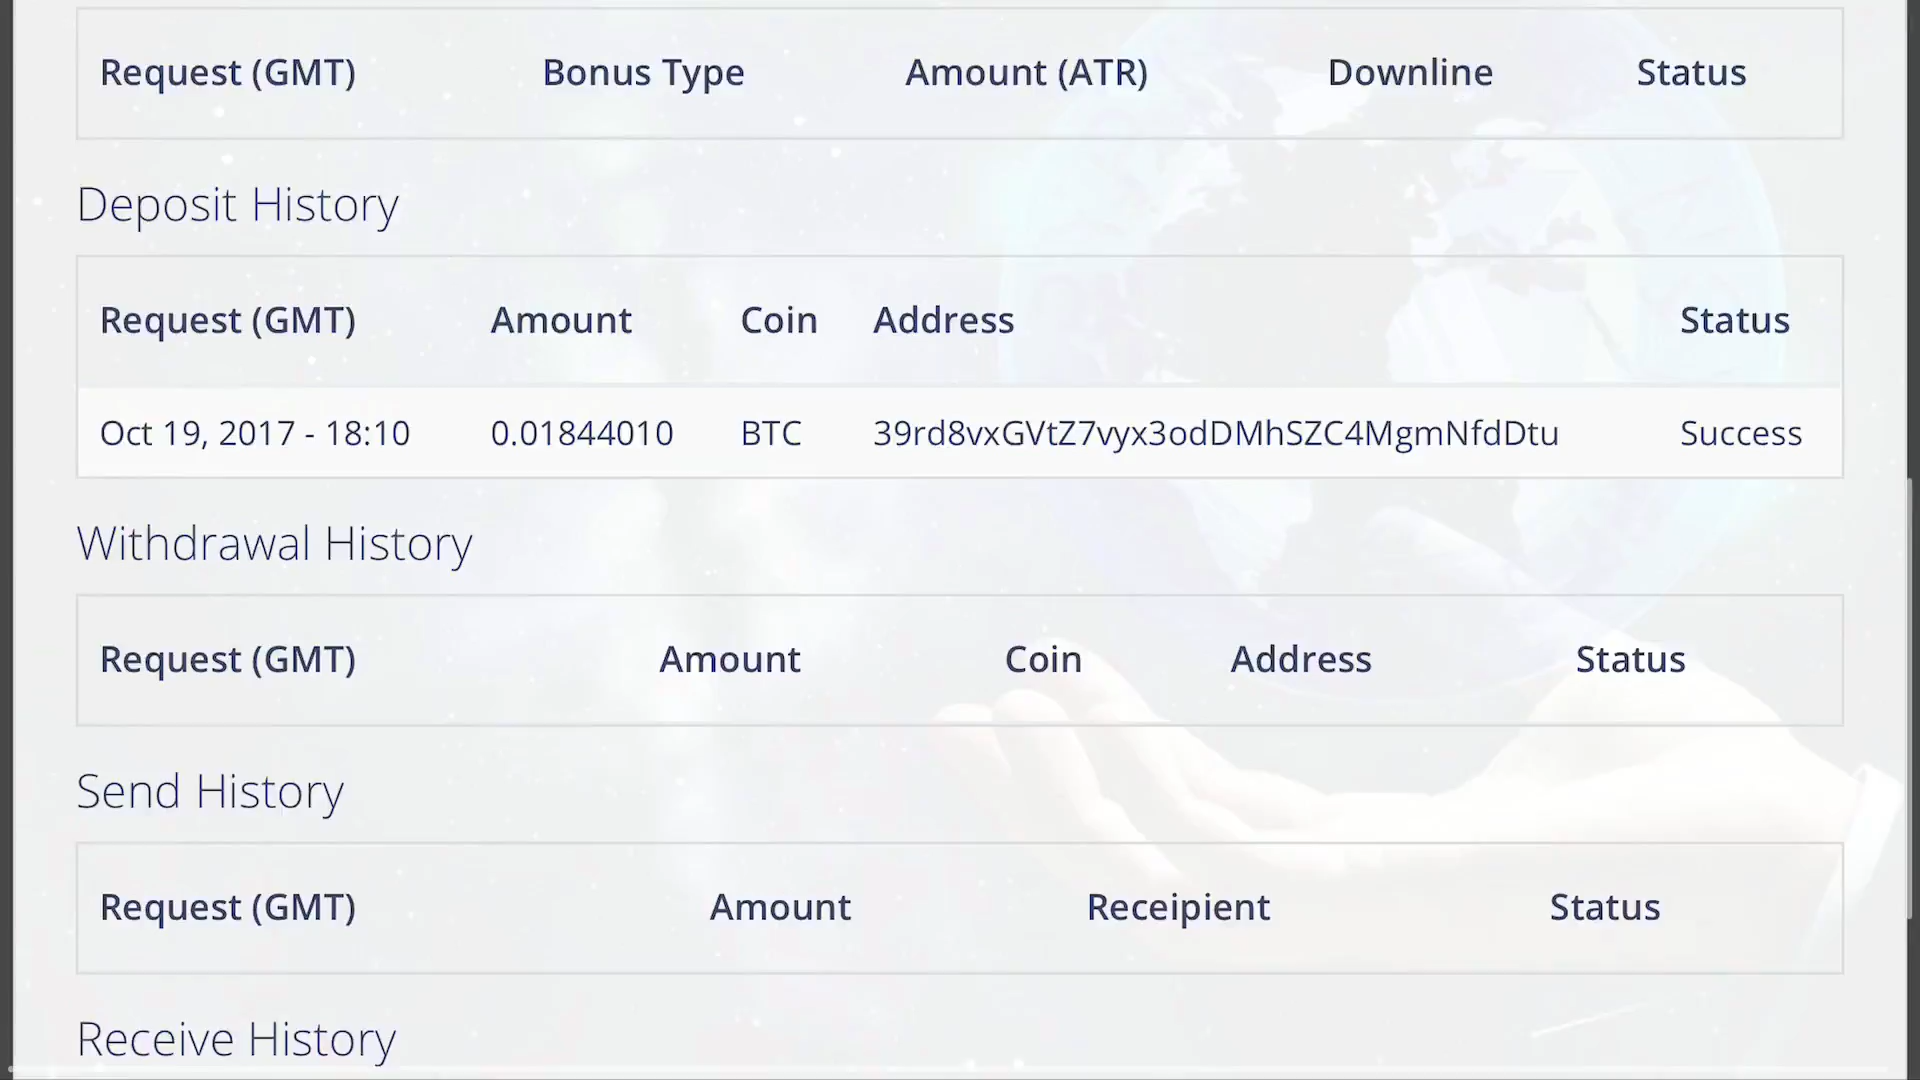 Request (GMT) Bonus Type Amount (ATR) Downline Status
Deposit History
Request (GMT) Amount Coin Address Status
Oct 19, 2017 - 18:10 0.01844010 BTC 39rd8vxGVtZ7vyx3odDMhSZC4MgmNfdDtu Success
Withdrawal History
Request (GMT) Amount Coin Address Status
Send History
Request (GMT) Amount Receipient Status
Receive History